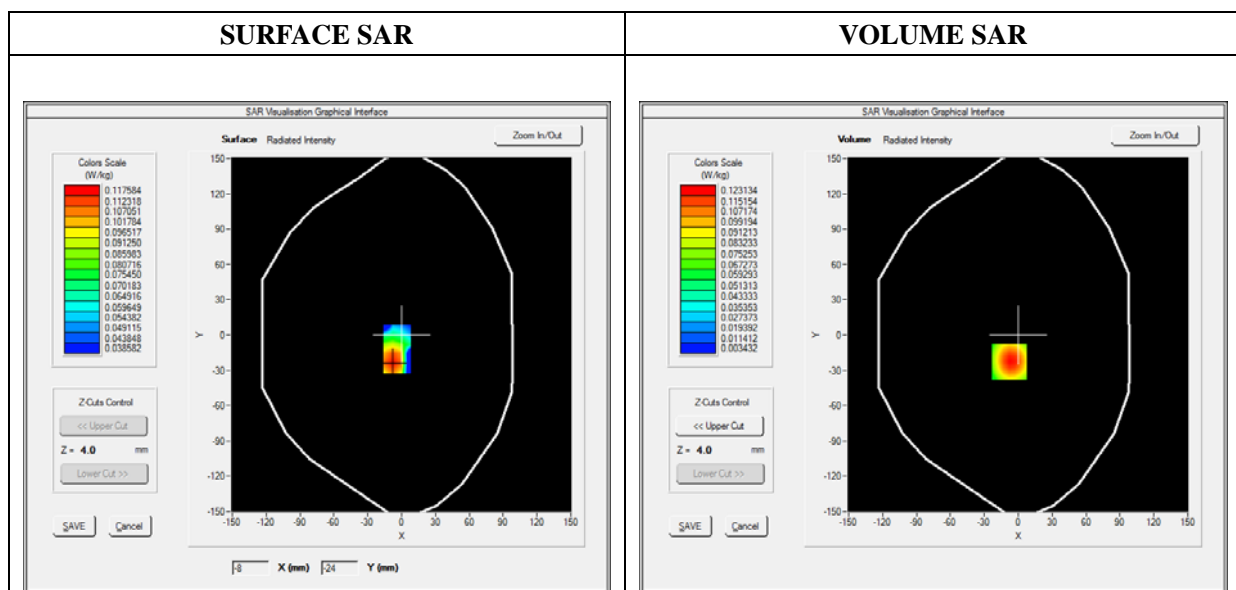 SURFACE SAR
VOLUME SAR
SAR Visualisation Graphical Interface
Surface Radiated Intensity
Zoom In/Out
Colors Scale
(W/kg)
0.117584
0.112318
0.107051
0.101784
0.096517
0.091250
0.085983
0.080716
0.075450
0.070183
0.064916
0.059649
0.054382
0.049115
0.043848
0.038582
Z-Cuts Control
<< Upper Cut
Z = 4.0 mm
Lower Cut >>
SAVE Cancel
150
120
90
60
30
0
-30
-60
-90
-120
-150
Y
-150 -120 -90 -60 -30 0 30 60 90 120 150
X
-8 X (mm) -24 Y (mm)
SAR Visualisation Graphical Interface
Volume Radiated Intensity
Zoom In/Out
Colors Scale
(W/kg)
0.123134
0.115154
0.107174
0.099194
0.091213
0.083233
0.075253
0.067273
0.059293
0.051313
0.043333
0.035353
0.027373
0.019392
0.011412
0.003432
Z-Cuts Control
<< Upper Cut
Z = 4.0 mm
Lower Cut >>
SAVE Cancel
150
120
90
60
30
0
-30
-60
-90
-120
-150
Y
-150 -120 -90 -60 -30 0 30 60 90 120 150
X